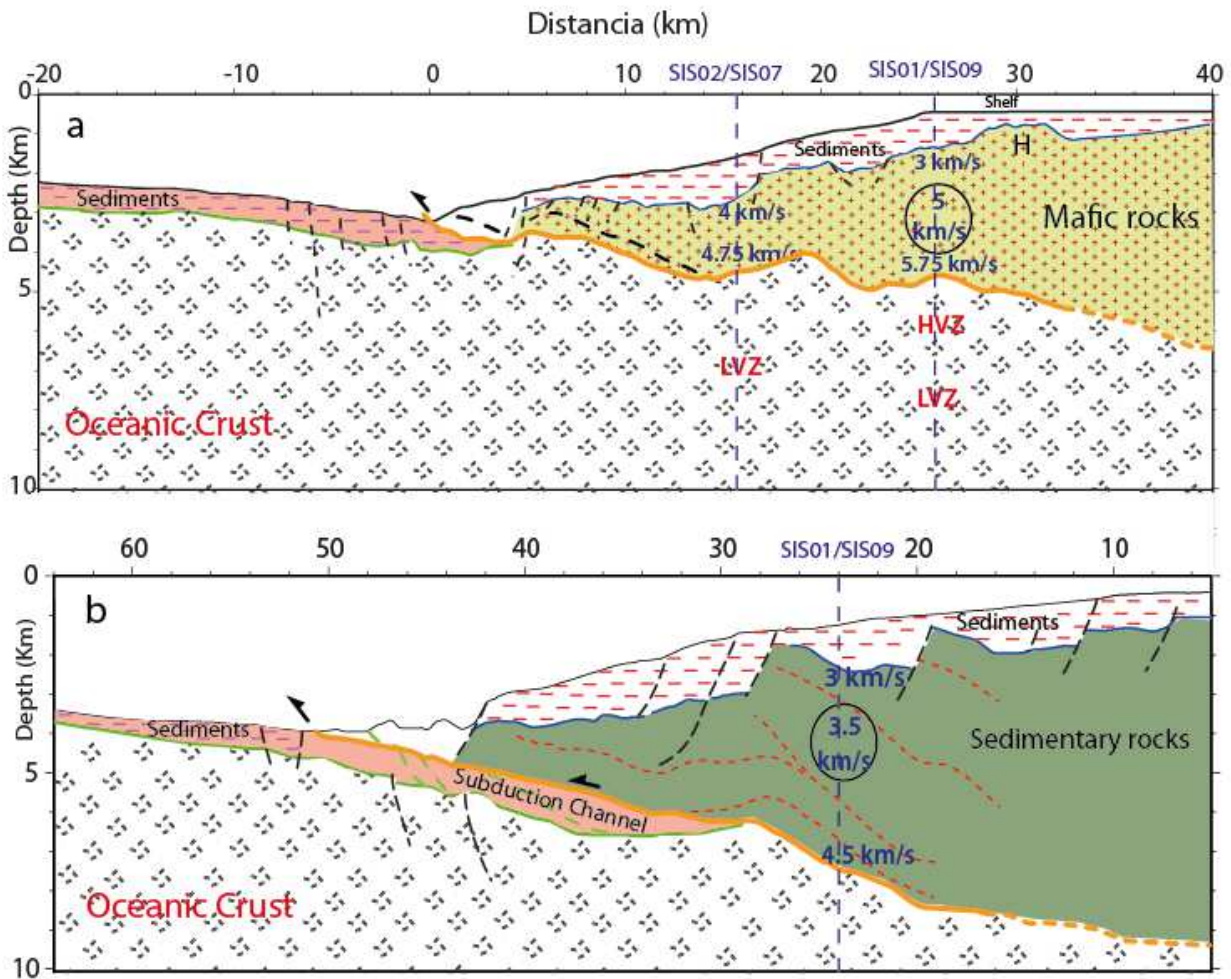 Distancia (km)
-20 -10 0 10 SIS02/SIS07 20 SIS01/SIS09 30 40
0
a
Shelf
Sediments
H
3 km/s
Sediments
4 km/s
5
km/s
Mafic rocks
4.75 km/s
5.75 km/s
Depth (Km)
5
HVZ
LVZ
LVZ
Oceanic Crust
10
60 50 40 30 SIS01/SIS09 20 10
0
b
Sediments
3 km/s
Sediments
3.5
km/s
Sedimentary rocks
Depth (Km)
5
Subduction Channel
4.5 km/s
Oceanic Crust
10